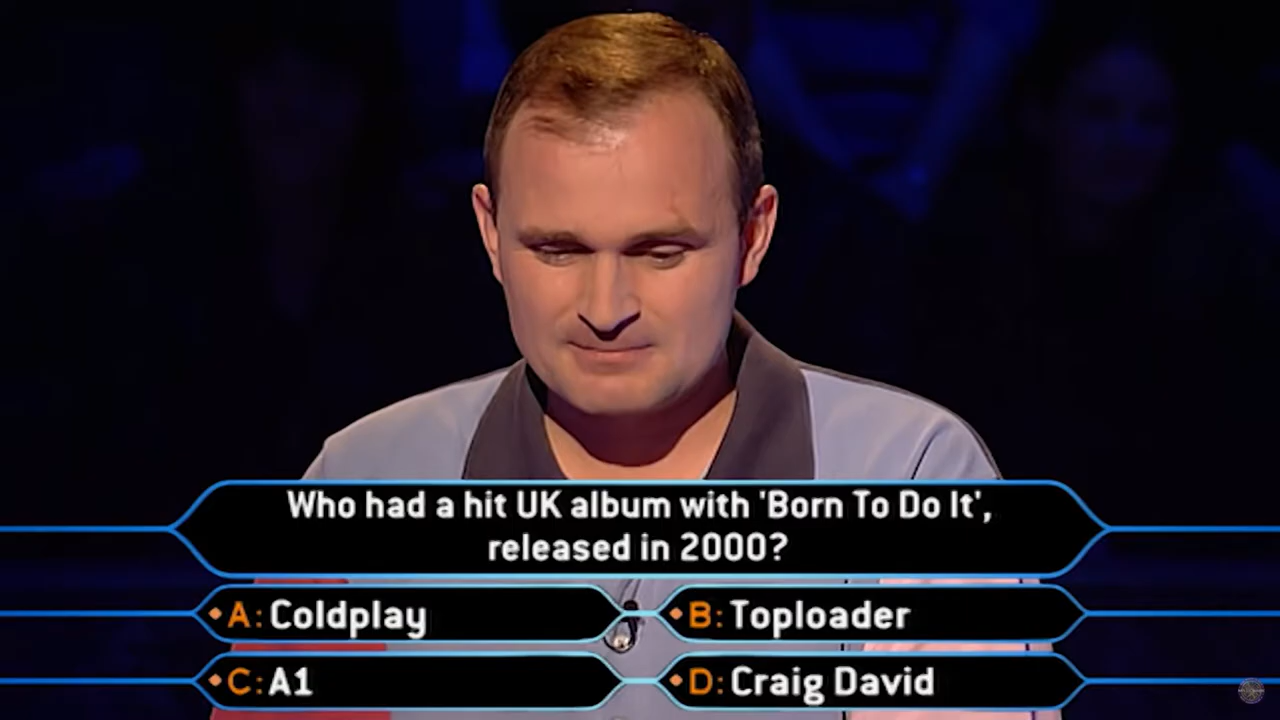 Who had a hit UK album with 'Born To Do It',
released in 2000?
A: Coldplay
B: Toploader
C: A1
D: Craig David